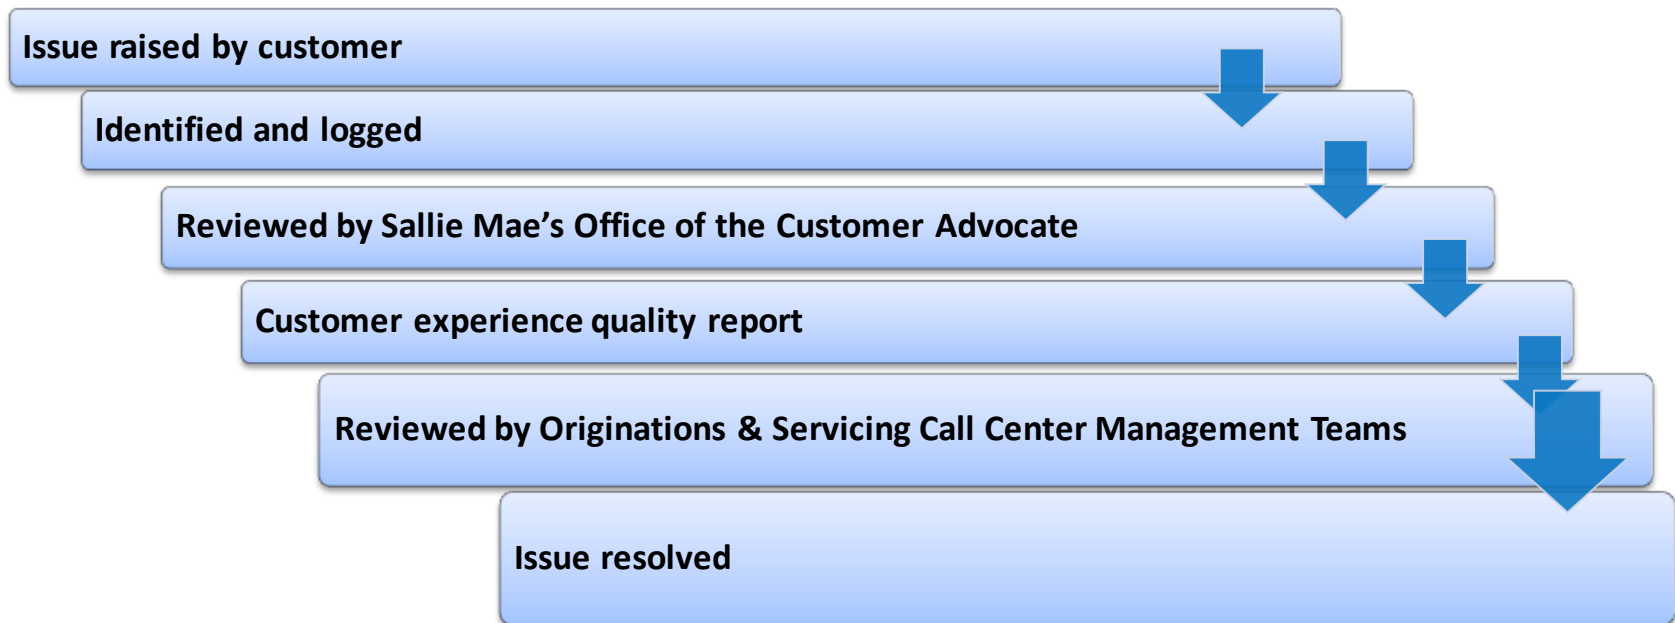 Issue raised by customer
Identified and logged
Reviewed by Sallie Mae’s Office of the Customer Advocate
Customer experience quality report
Reviewed by Originations & Servicing Call Center Management Teams
Issue resolved